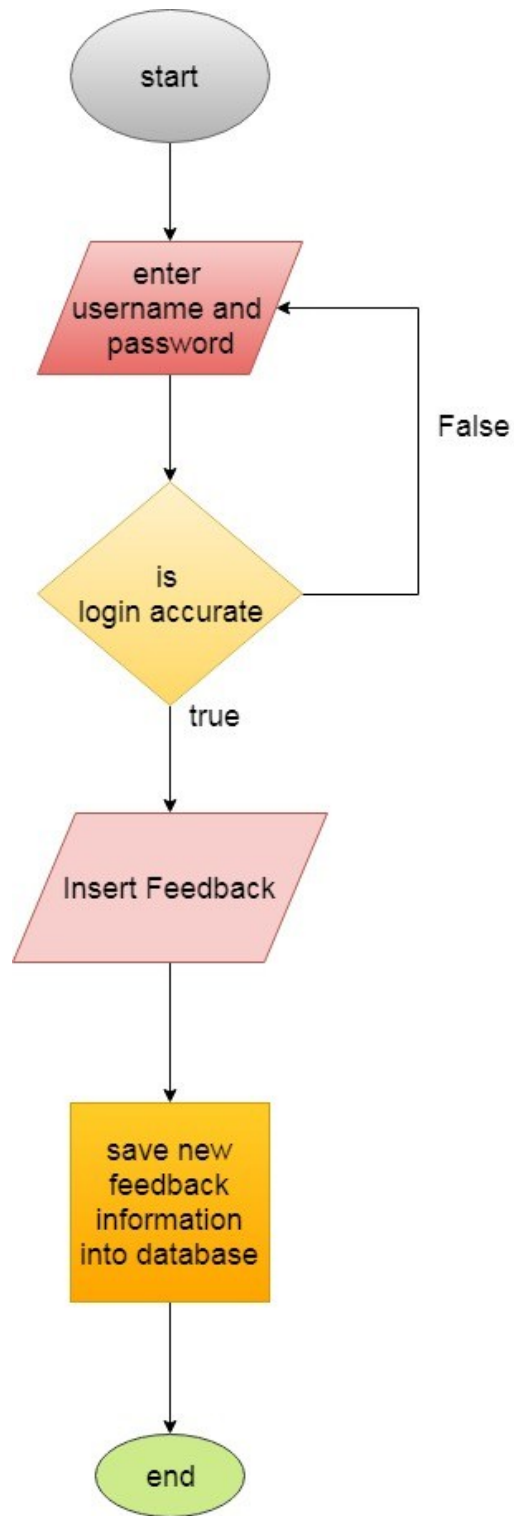 start
enter
username and
password
False
is
login accurate
true
Insert Feedback
save new
feedback
information
into database
end